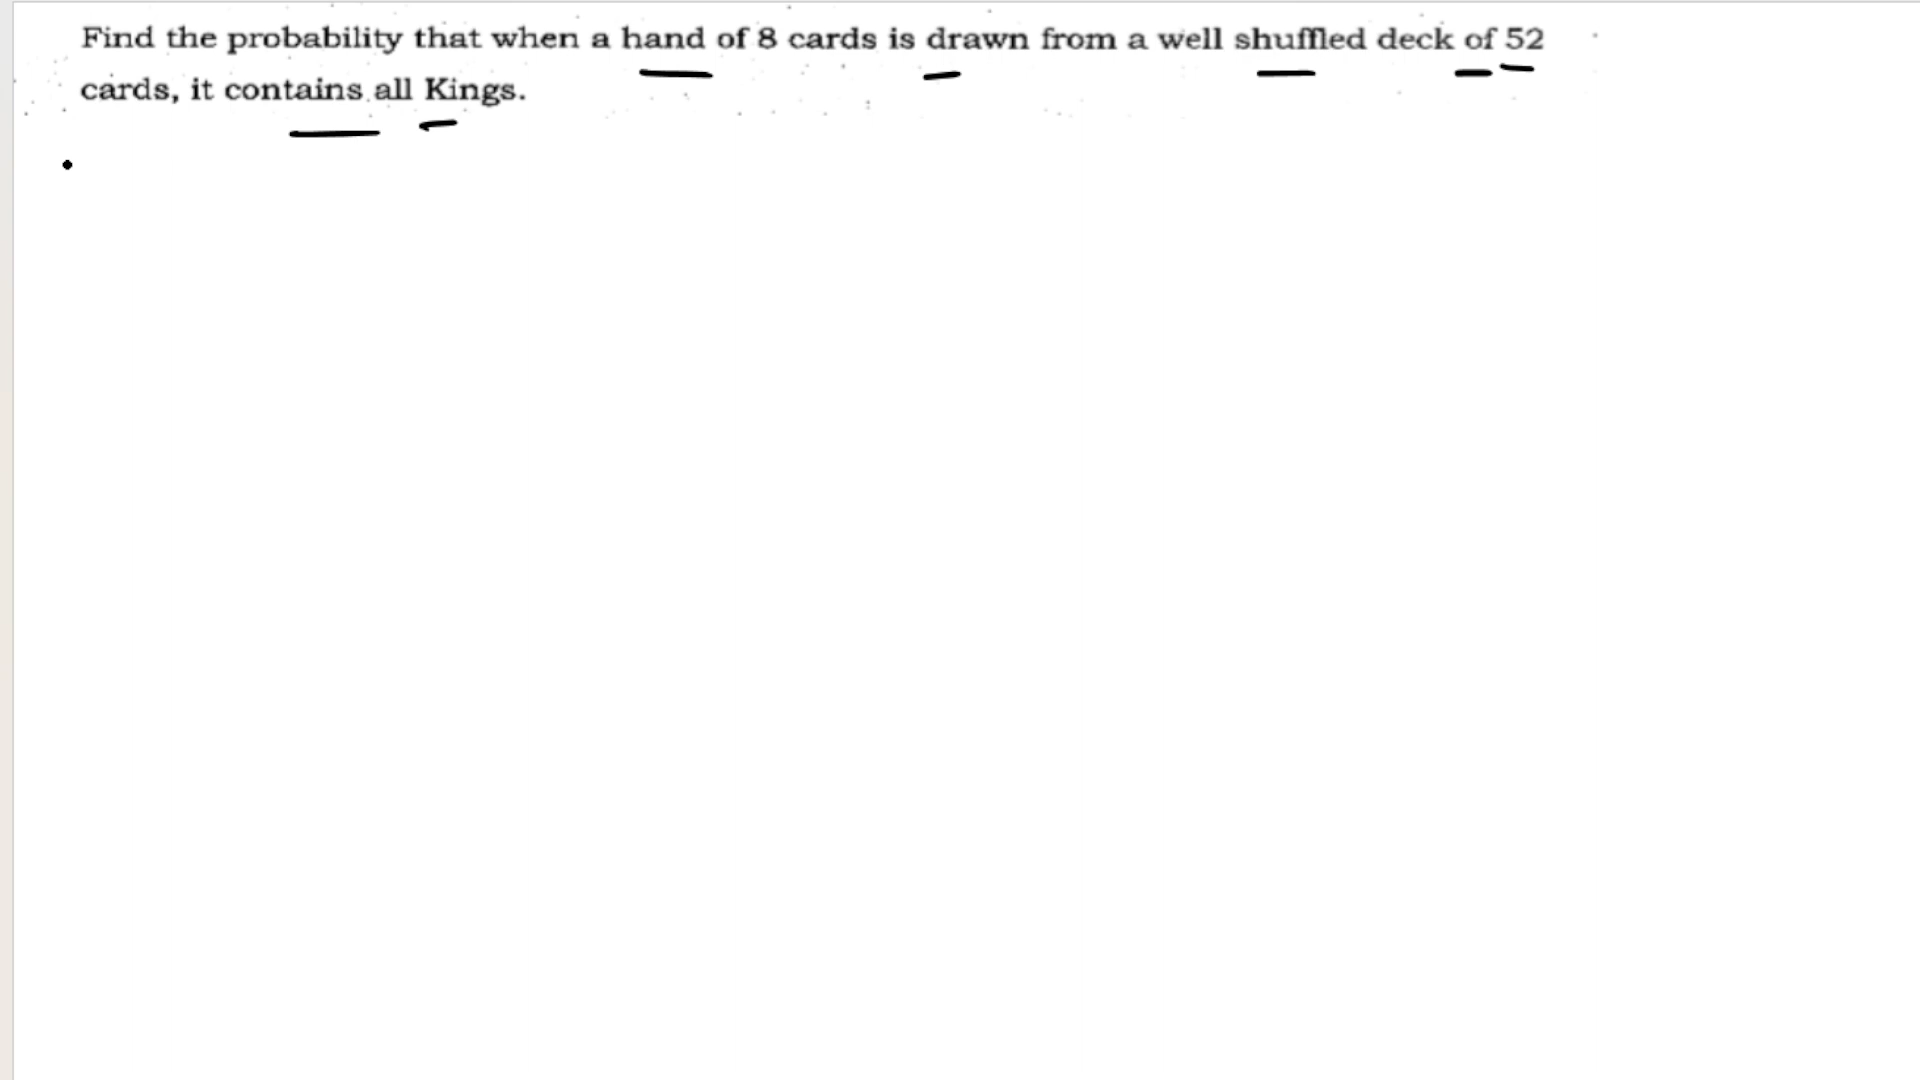 Find the probability that when a hand of 8 cards is drawn from a well shuffled deck of 52
cards, it contains all Kings.